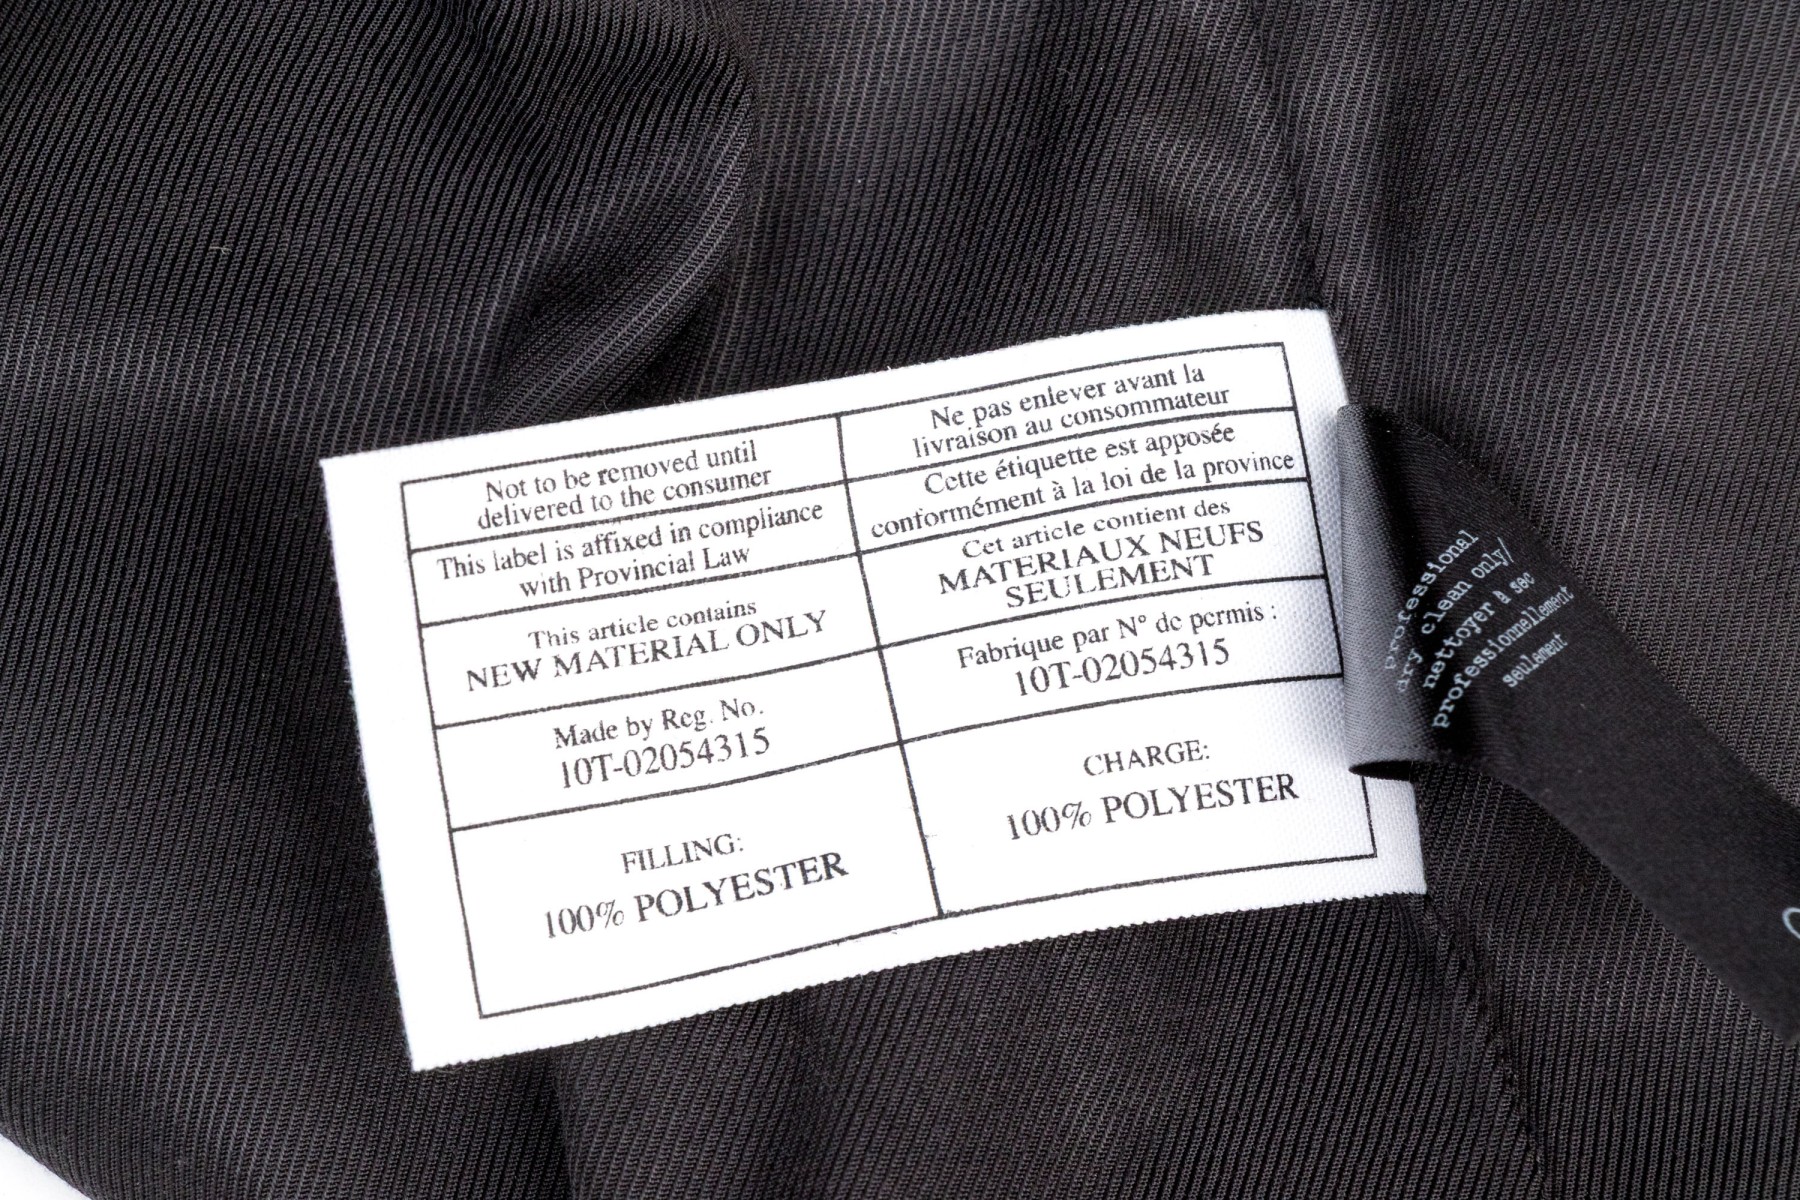 Not to be removed until
delivered to the consumer
This label is affixed in compliance
with Provincial Law
This article contains
NEW MATERIAL ONLY
Made by Reg. No.
10T-02054315
FILLING:
100% POLYESTER
Ne pas enlever avant la
livraison au consommateur
Cette étiquette est apposée
conformément à la loi de la province
Cet article contient des
MATERIAUX NEUFS
SEULEMENT
Fabrique par N° de permis :
10T-02054315
CHARGE:
100% POLYESTER
professional
dry clean only/
nettoyer à sec
professionnellement
seulement